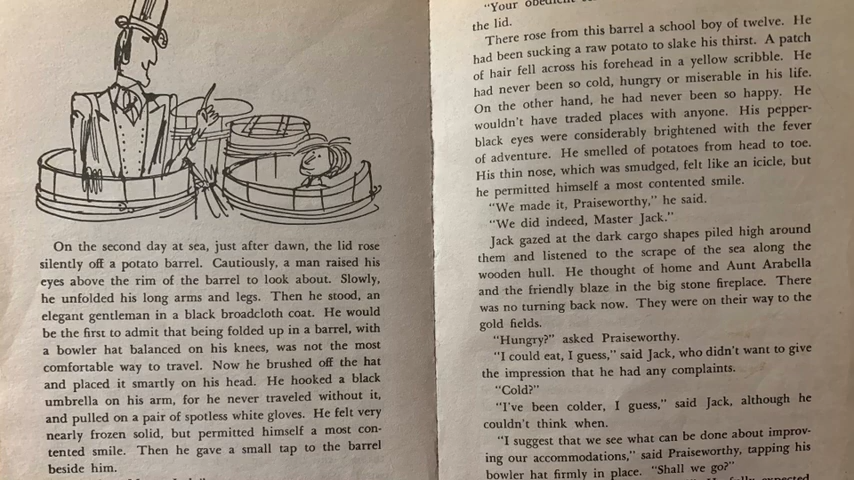 On the second day at sea, just after dawn, the lid rose
silently off a potato barrel. Cautiously, a man raised his
eyes above the rim of the barrel to look about. Slowly,
he unfolded his long arms and legs. Then he stood, an
elegant gentleman in a black broadcloth coat. He would
be the first to admit that being folded up in a barrel, with
a bowler hat balanced on his knees, was not the most
comfortable way to travel. Now he brushed off the hat
and placed it smartly on his head. He hooked a black
umbrella on his arm, for he never traveled without it,
and pulled on a pair of spotless white gloves. He felt very
nearly frozen solid, but permitted himself a most con-
tented smile. Then he gave a small tap to the barrel
beside him.
"Your obedient
the lid.
There rose from this barrel a school boy of twelve. He
had been sucking a raw potato to slake his thirst. A patch
of hair fell across his forehead in a yellow scribble. He
had never been so cold, hungry or miserable in his life.
On the other hand, he had never been so happy. He
wouldn't have traded places with anyone. His pepper-
black eyes were considerably brightened with the fever
of adventure. He smelled of potatoes from head to toe.
His thin nose, which was smudged, felt like an icicle, but
he permitted himself a most contented smile.
"We made it, Praiseworthy," he said.
"We did indeed, Master Jack."
Jack gazed at the dark cargo shapes piled high around
them and listened to the scrape of the sea along the
wooden hull. He thought of home and Aunt Arabella
and the friendly blaze in the big stone fireplace. There
was no turning back now. They were on their way to the
gold fields.
"Hungry?" asked Praiseworthy.
"I could eat, I guess," said Jack, who didn't want to give
the impression that he had any complaints.
"Cold?"
"I've been colder, I guess," said Jack, although he
couldn't think when.
"I suggest that we see what can be done about improv-
ing our accommodations," said Praiseworthy, tapping his
bowler hat firmly in place. "Shall we go?"